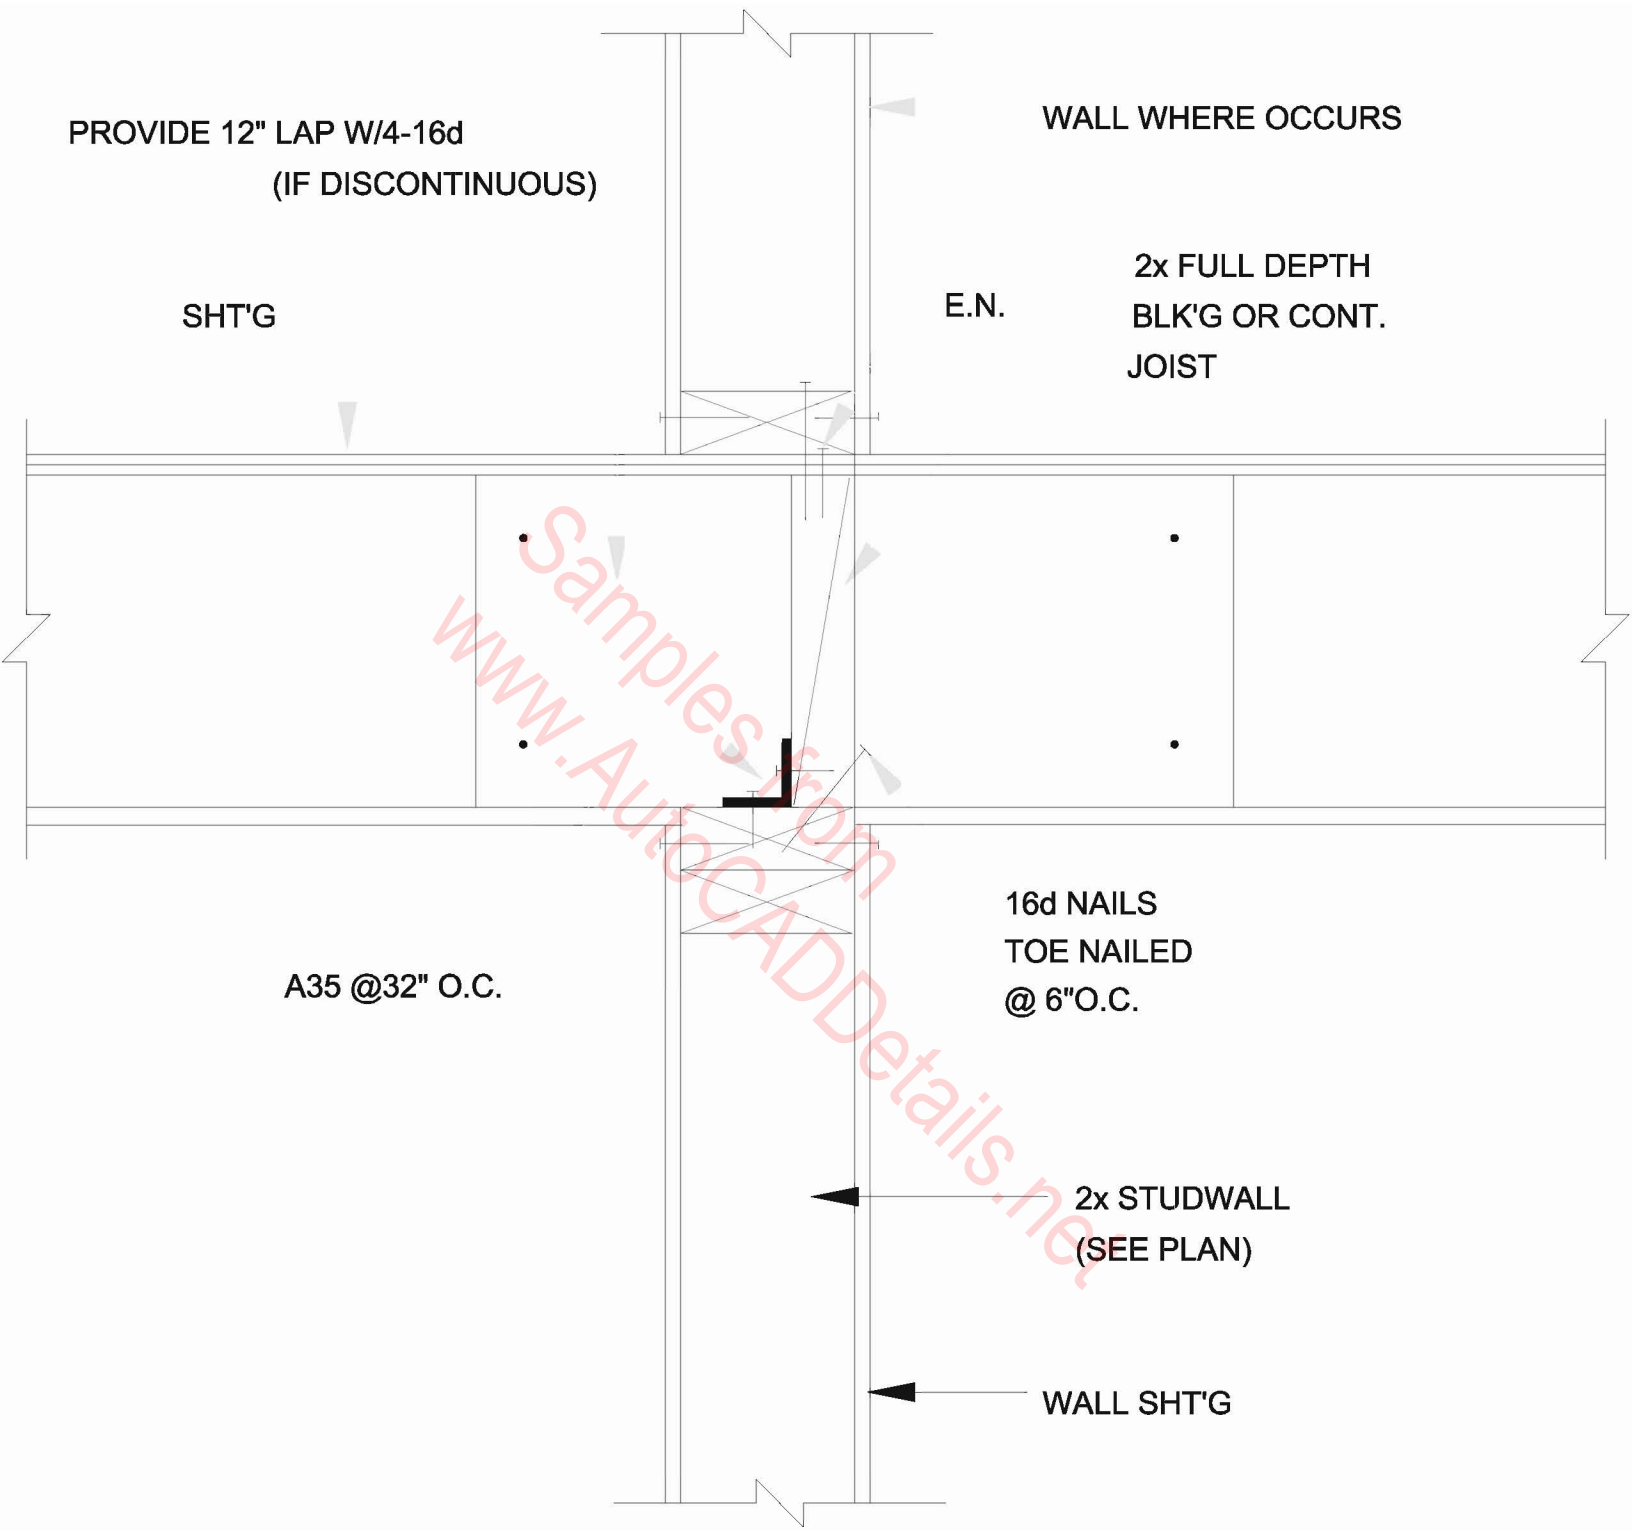 PROVIDE 12" LAP W/4-16d
(IF DISCONTINUOUS)
WALL WHERE OCCURS
SHT'G
E.N.
2x FULL DEPTH
BLK'G OR CONT.
JOIST
Samples from
www.AutoCADDetails.net
A35 @32" O.C.
16d NAILS
TOE NAILED
@ 6"O.C.
2x STUDWALL
(SEE PLAN)
WALL SHT'G